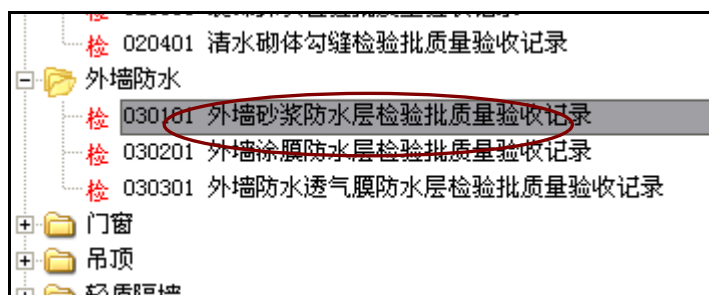 检 020401 清水砌体勾缝检验批质量验收记录
外墙防水
检 030101 外墙砂浆防水层检验批质量验收记录
检 030201 外墙涂膜防水层检验批质量验收记录
检 030301 外墙防水透气膜防水层检验批质量验收记录
门窗
吊顶
轻质隔墙